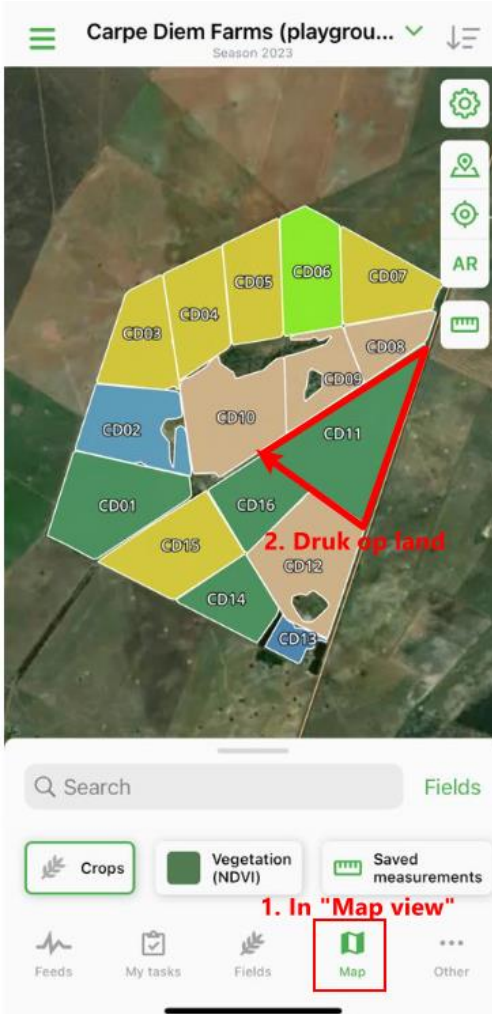 Carpe Diem Farms (playgrou...
Season 2023
AR
CD06
CD05
CD07
CD04
CD03
CD08
CD09
CD10
CD02
CD11
CD01
CD16
2. Druk op land
CD15
CD12
CD14
CD13
Search
Fields
Crops
Vegetation
(NDVI)
Saved
measurements
1. In "Map view"
Feeds
My tasks
Fields
Map
Other